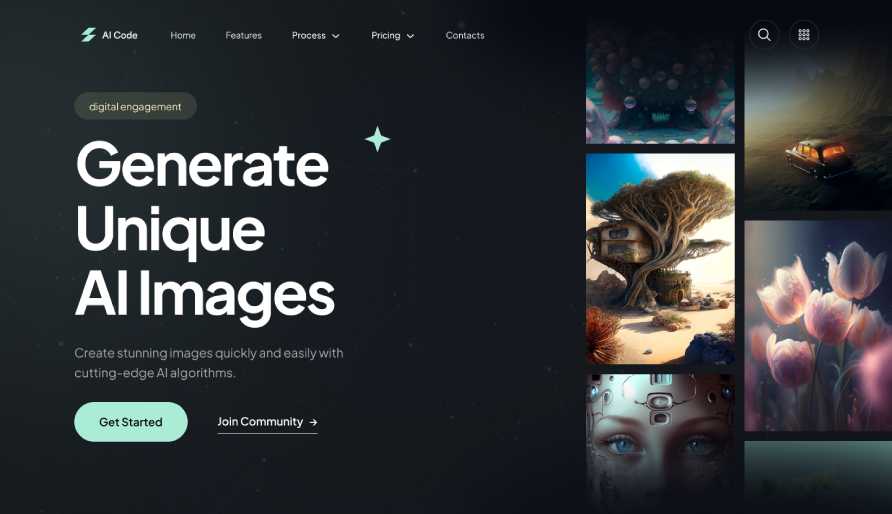 AI Code
Home
Features
Process
Pricing
Contacts
digital engagement
Generate
Unique
AI Images
Create stunning images quickly and easily with
cutting-edge AI algorithms.
Get Started
Join Community →